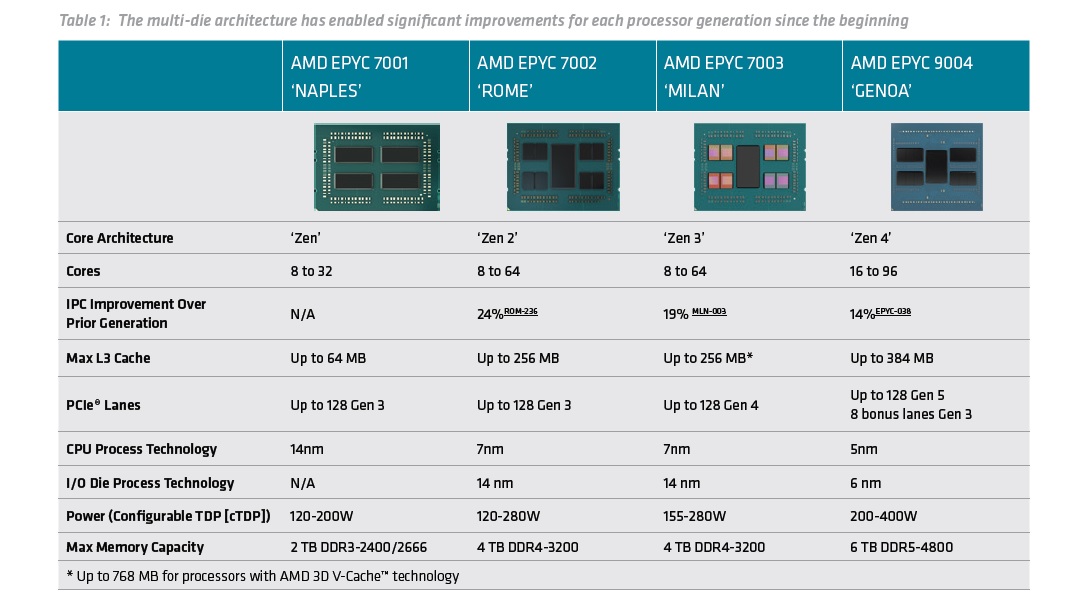 Table 1: The multi-die architecture has enabled significant improvements for each processor generation since the beginning
AMD EPYC 7001 AMD EPYC 7002 AMD EPYC 7003 AMD EPYC 9004
‘NAPLES’ ‘ROME’ ‘MILAN’ ‘GENOA’
Core Architecture ‘Zen’ ‘Zen 2’ ‘Zen 3’ ‘Zen 4’
Cores 8 to 32 8 to 64 8 to 64 16 to 96
IPC Improvement Over
Prior Generation N/A 24%ROM-236 19% MLN-003 14%EPYC-038
Max L3 Cache Up to 64 MB Up to 256 MB Up to 256 MB* Up to 384 MB
PCIe® Lanes Up to 128 Gen 3 Up to 128 Gen 3 Up to 128 Gen 4 Up to 128 Gen 5
8 bonus lanes Gen 3
CPU Process Technology 14nm 7nm 7nm 5nm
I/O Die Process Technology N/A 14 nm 14 nm 6 nm
Power (Configurable TDP [cTDP]) 120-200W 120-280W 155-280W 200-400W
Max Memory Capacity 2 TB DDR3-2400/2666 4 TB DDR4-3200 4 TB DDR4-3200 6 TB DDR5-4800
* Up to 768 MB for processors with AMD 3D V-Cache™ technology